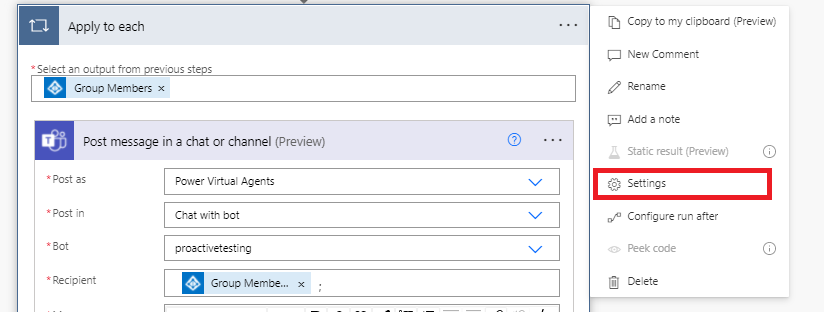 Apply to each
...
*Select an output from previous steps
Group Members ×
Post message in a chat or channel (Preview)
? ...
*Post as
Power Virtual Agents
*Post in
Chat with bot
*Bot
proactivetesting
*Recipient
Group Membe... × ;
Copy to my clipboard (Preview)
New Comment
Rename
Add a note
Static result (Preview)
Settings
Configure run after
Peek code
Delete